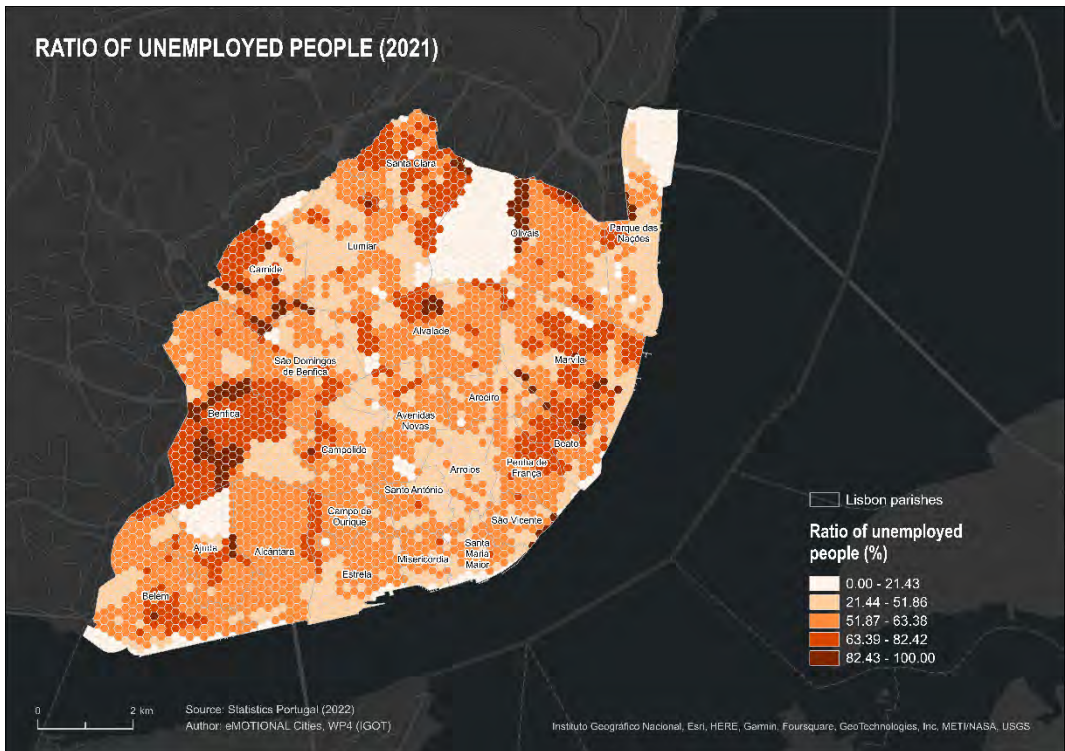 RATIO OF UNEMPLOYED PEOPLE (2021)
Santa Clara
Olivais
Parque das
Nações
Lumiar
Carnide
Alvalade
São Domingos
de Benfica
Marvila
Areeiro
Benfica
Avenidas
Novas
Campolide
Beato
Arroios
Penha de
França
Santo António
Campo de
Ourique
São Vicente
Ajuda
Alcântara
Misericórdia
Santa
Maria
Maior
Estrela
Belém
Lisbon parishes
Ratio of unemployed
people (%)
0.00 - 21.43
21.44 - 51.86
51.87 - 63.38
63.39 - 82.42
82.43 - 100.00
0 2 km
Source: Statistics Portugal (2022)
Author: eMOTIONAL Cities, WP4 (IGOT)
Instituto Geográfico Nacional, Esri, HERE, Garmin, Foursquare, GeoTechnologies, Inc, METI/NASA, USGS